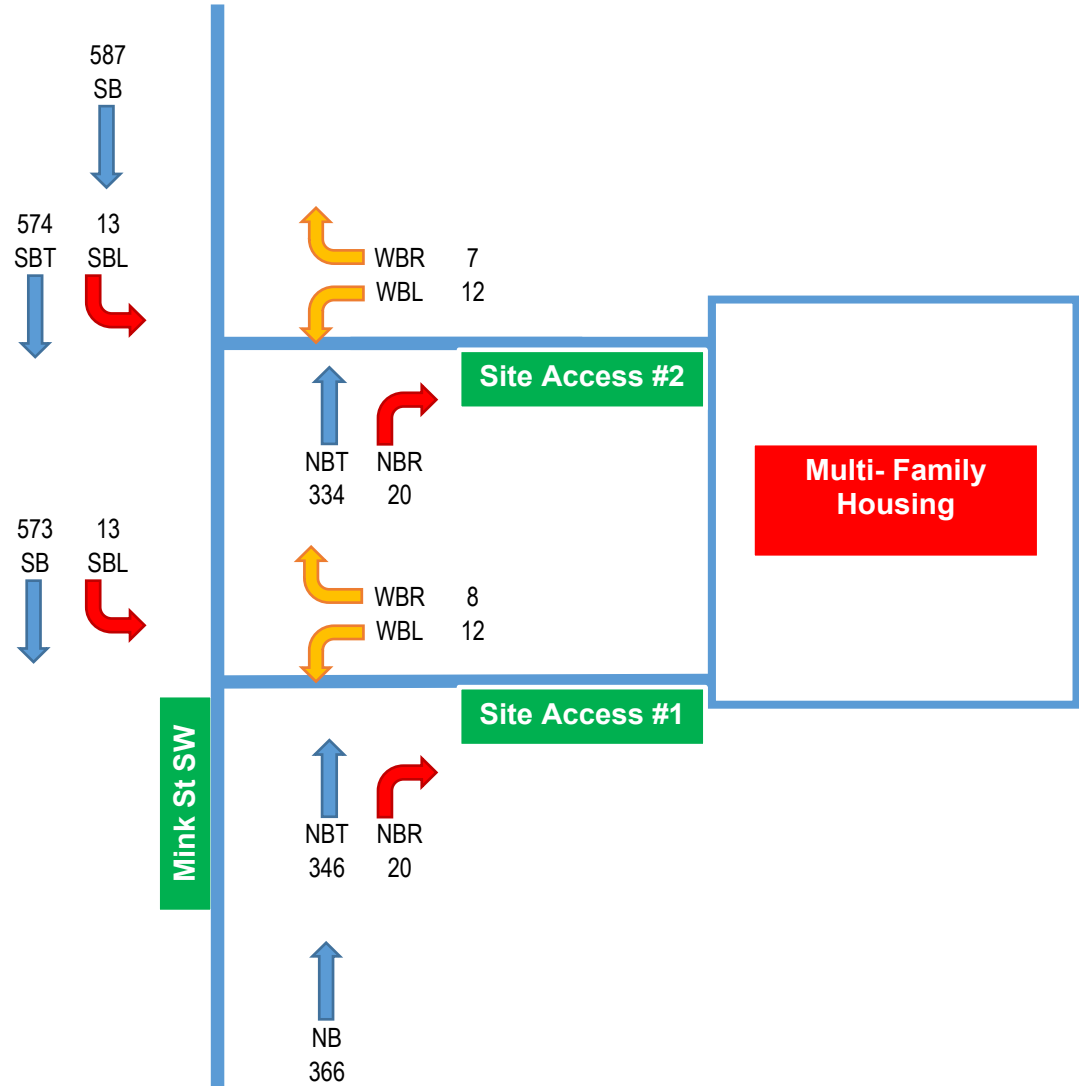 587
SB
574 13
SBT SBL
WBR 7
WBL 12
Site Access #2
NBT NBR
334 20
Multi- Family
Housing
573 13
SB SBL
WBR 8
WBL 12
Site Access #1
Mink St SW
NBT NBR
346 20
NB
366